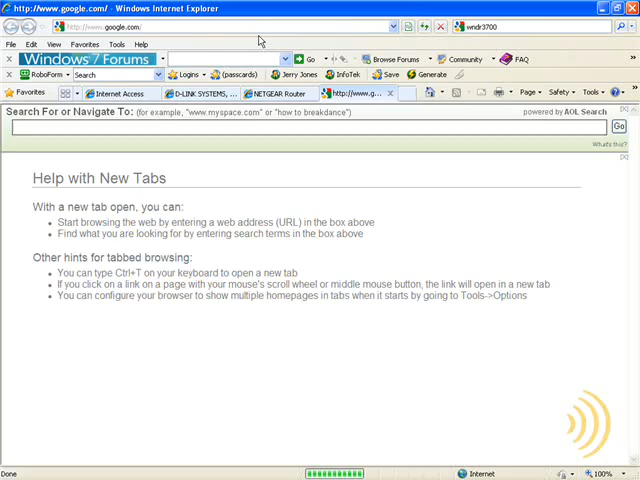 http://www.google.com/ - Windows Internet Explorer
http://www.google.com/ wndr3700
File Edit View Favorites Tools Help
Windows 7 Forums Go Browse Forums Community FAQ
RoboForm Search Logins (passcards) Jerry Jones InfoTek Save Generate
Favorites Internet Access D-LINK SYSTEMS, ... NETGEAR Router http://www.g... Page Safety Tools
Search For or Navigate To: (for example, "www.myspace.com" or "how to breakdance") powered by AOL Search
Go
What's this?
Help with New Tabs
With a new tab open, you can:
• Start browsing the web by entering a web address (URL) in the box above
• Find what you are looking for by entering search terms in the box above
Other hints for tabbed browsing:
• You can type Ctrl+T on your keyboard to open a new tab
• If you click on a link on a page with your mouse's scroll wheel or middle mouse button, the link will open in a new tab
• You can configure your browser to show multiple homepages in tabs when it starts by going to Tools->Options
Done Internet 100%